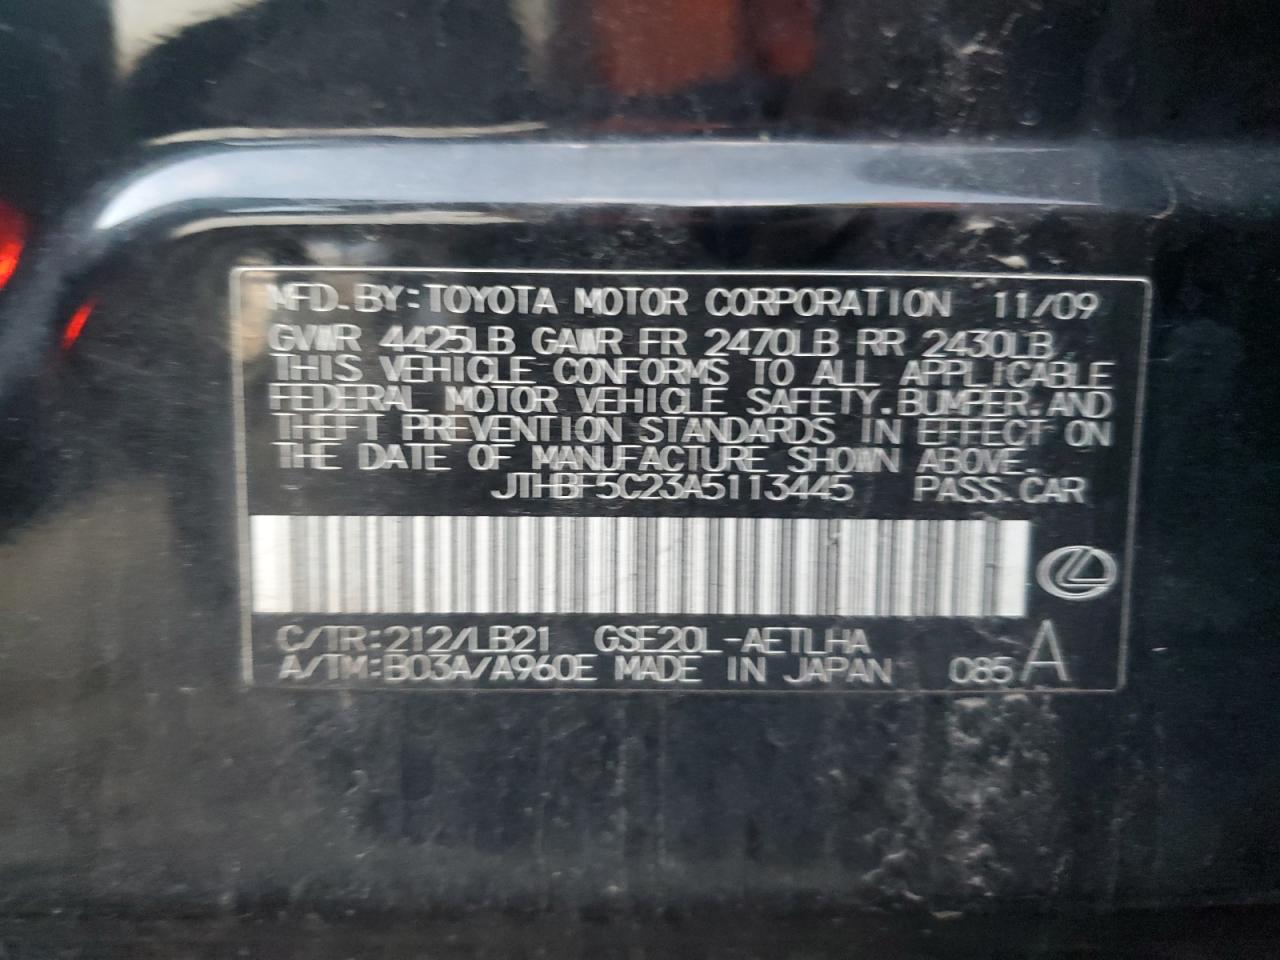 MFD.BY:TOYOTA MOTOR CORPORATION 11/09
GVWR 4425LB GAWR FR 2470LB RR 2430LB
THIS VEHICLE CONFORMS TO ALL APPLICABLE
FEDERAL MOTOR VEHICLE SAFETY,BUMPER,AND
THEFT PREVENTION STANDARDS IN EFFECT ON
THE DATE OF MANUFACTURE SHOWN ABOVE.
JTHBF5C23A5113445 PASS.CAR
C/TR:212/LB21 GSE20L-AETLHA
A/TM:B03A/A960E MADE IN JAPAN 085 A